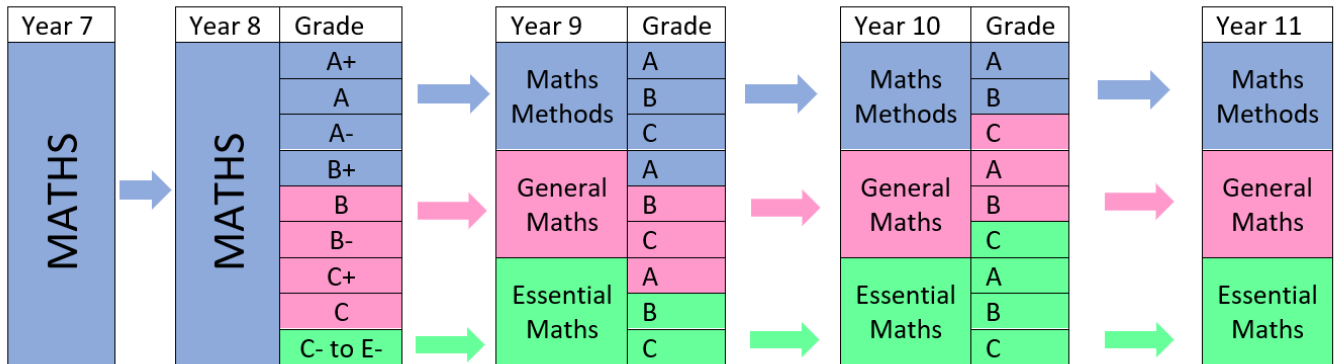 Year 7
MATHS
Year 8
MATHS
Grade
A+
A
A-
B+
B
B-
C+
C
C- to E-
Year 9
Maths
Methods
General
Maths
Essential
Maths
Grade
A
B
C
A
B
C
A
B
C
Year 10
Maths
Methods
General
Maths
Essential
Maths
Grade
A
B
C
A
B
C
A
B
C
Year 11
Maths
Methods
General
Maths
Essential
Maths